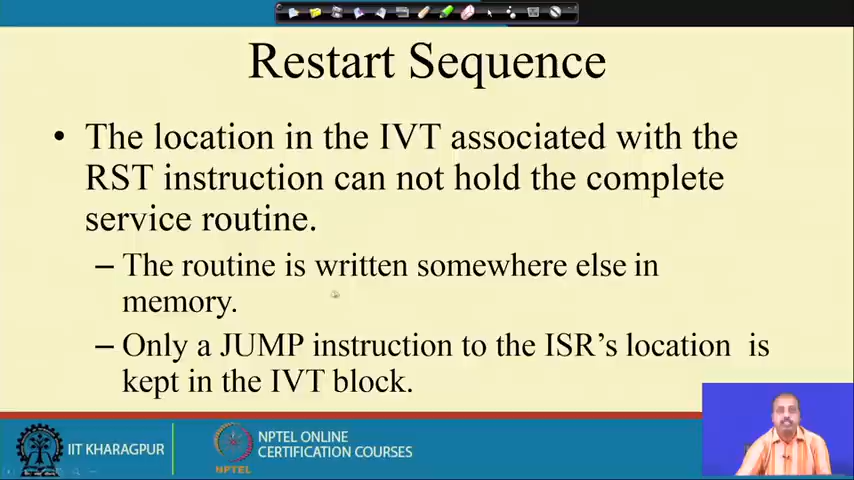 Restart Sequence
• The location in the IVT associated with the
RST instruction can not hold the complete
service routine.
– The routine is written somewhere else in
memory.
– Only a JUMP instruction to the ISR's location is
kept in the IVT block.
IIT KHARAGPUR
NPTEL
NPTEL ONLINE
CERTIFICATION COURSES